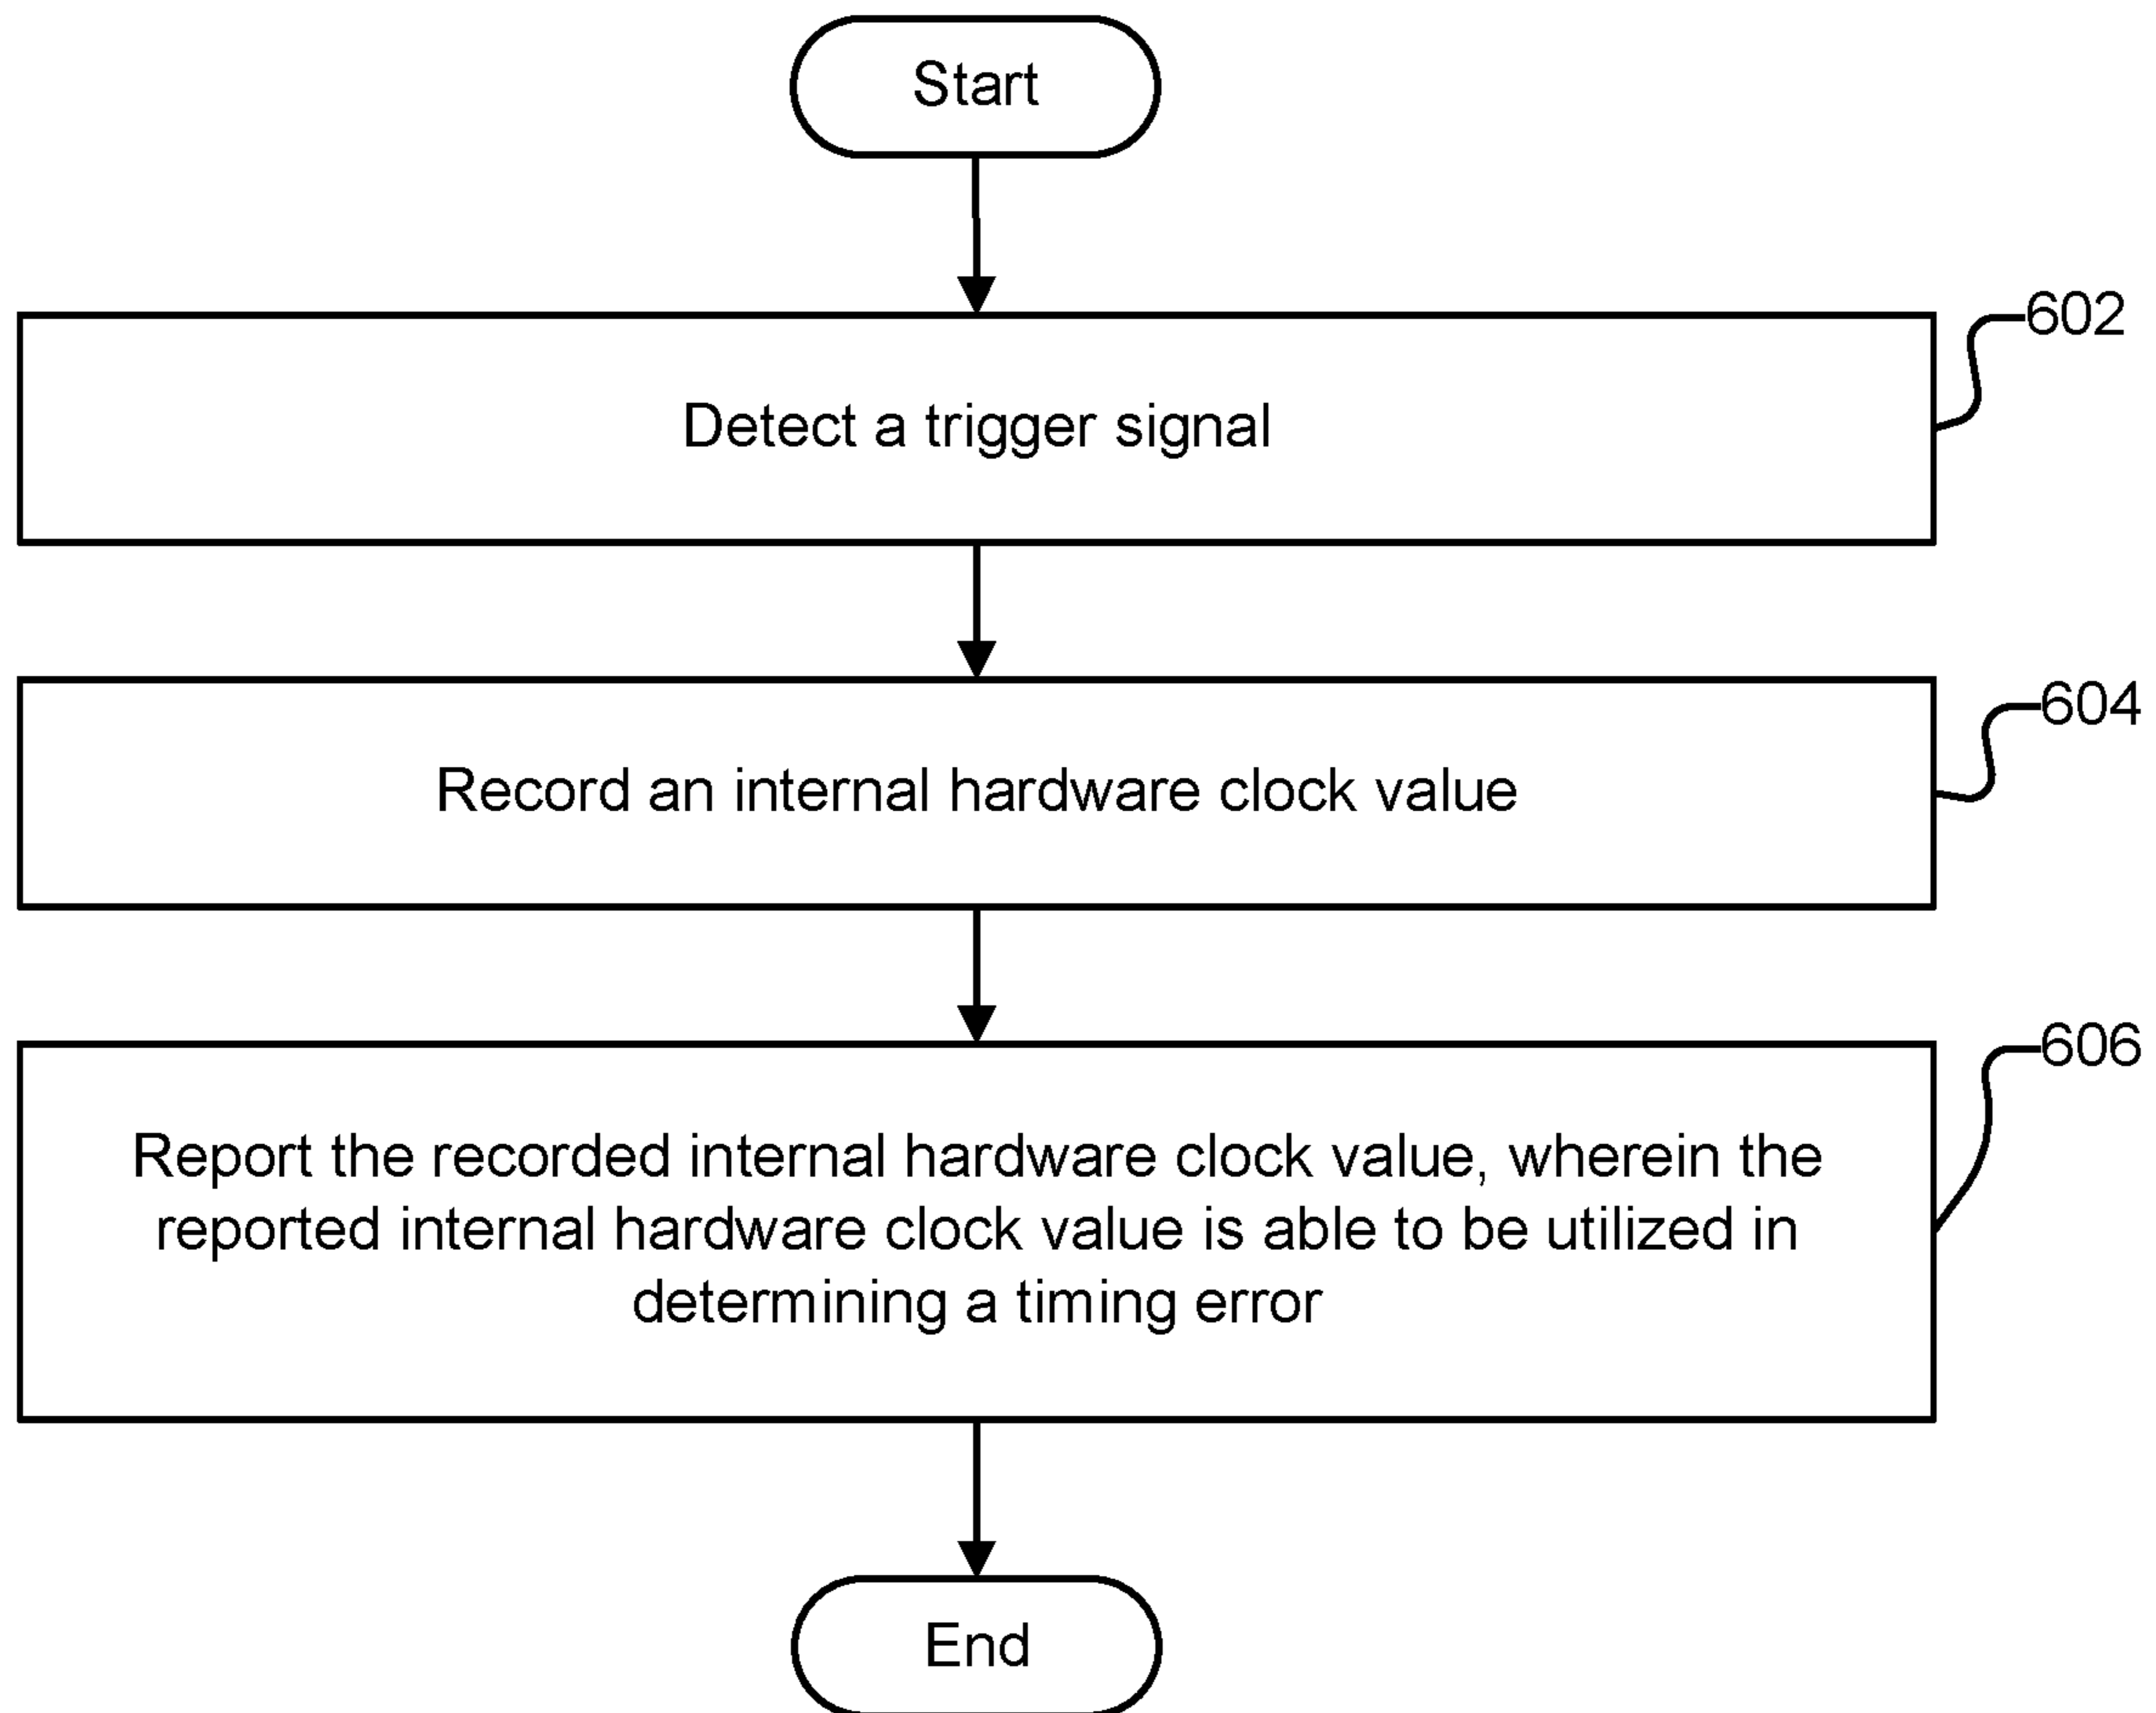 Start
602
Detect a trigger signal
604
Record an internal hardware clock value
606
Report the recorded internal hardware clock value, wherein the
reported internal hardware clock value is able to be utilized in
determining a timing error
End